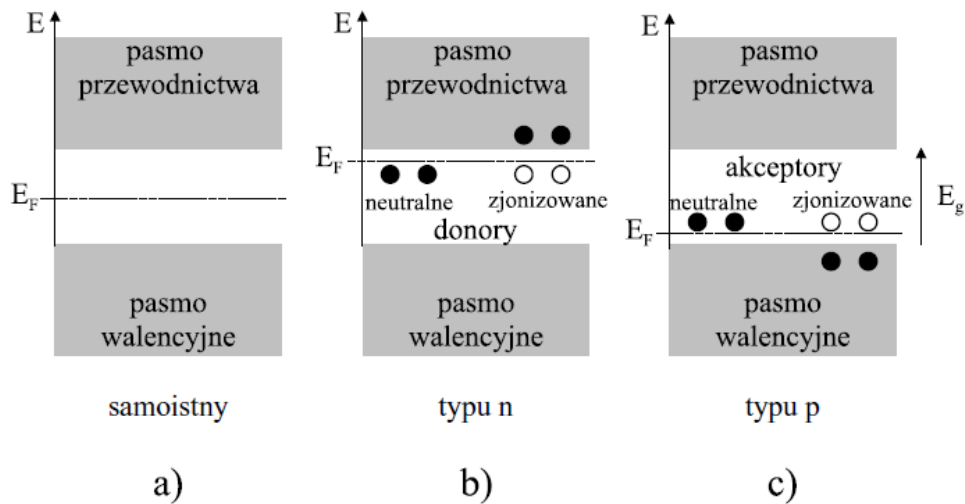 E
pasmo
przewodnictwa
E_F
pasmo
walencyjne
samoistny
a)
E
pasmo
przewodnictwa
E_F
neutralne
zjonizowane
donory
pasmo
walencyjne
typu n
b)
E
pasmo
przewodnictwa
akceptory
neutralne
zjonizowane
E_F
E_g
pasmo
walencyjne
typu p
c)